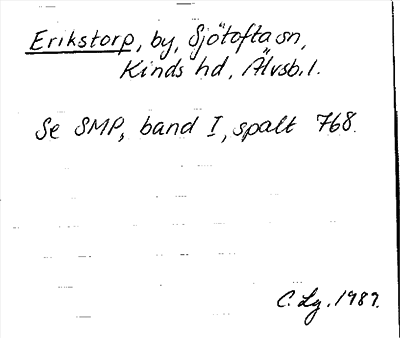 Erikstorp, by, Sjötofta sn,
Kinds hd, Älvsb. l.
Se SMP, band I, spalt 768.
C. Lg. 1987.